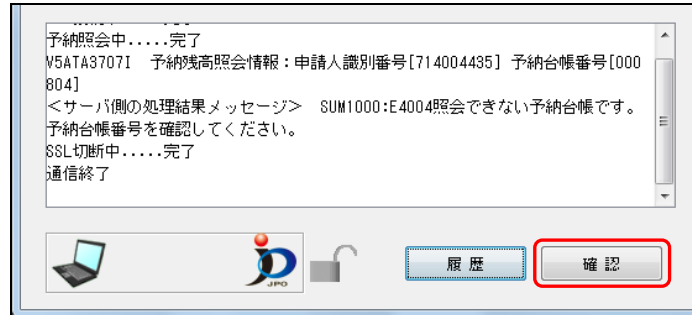 予納照会中.....完了
V5ATA3707I　予納残高照会情報：申請人識別番号[714004435]　予納台帳番号[000
804]
＜サーバ側の処理結果メッセージ＞　SUM1000:E4004照会できない予納台帳です。
予納台帳番号を確認してください。
SSL切断中.....完了
通信終了
JPO
履 歴
確 認